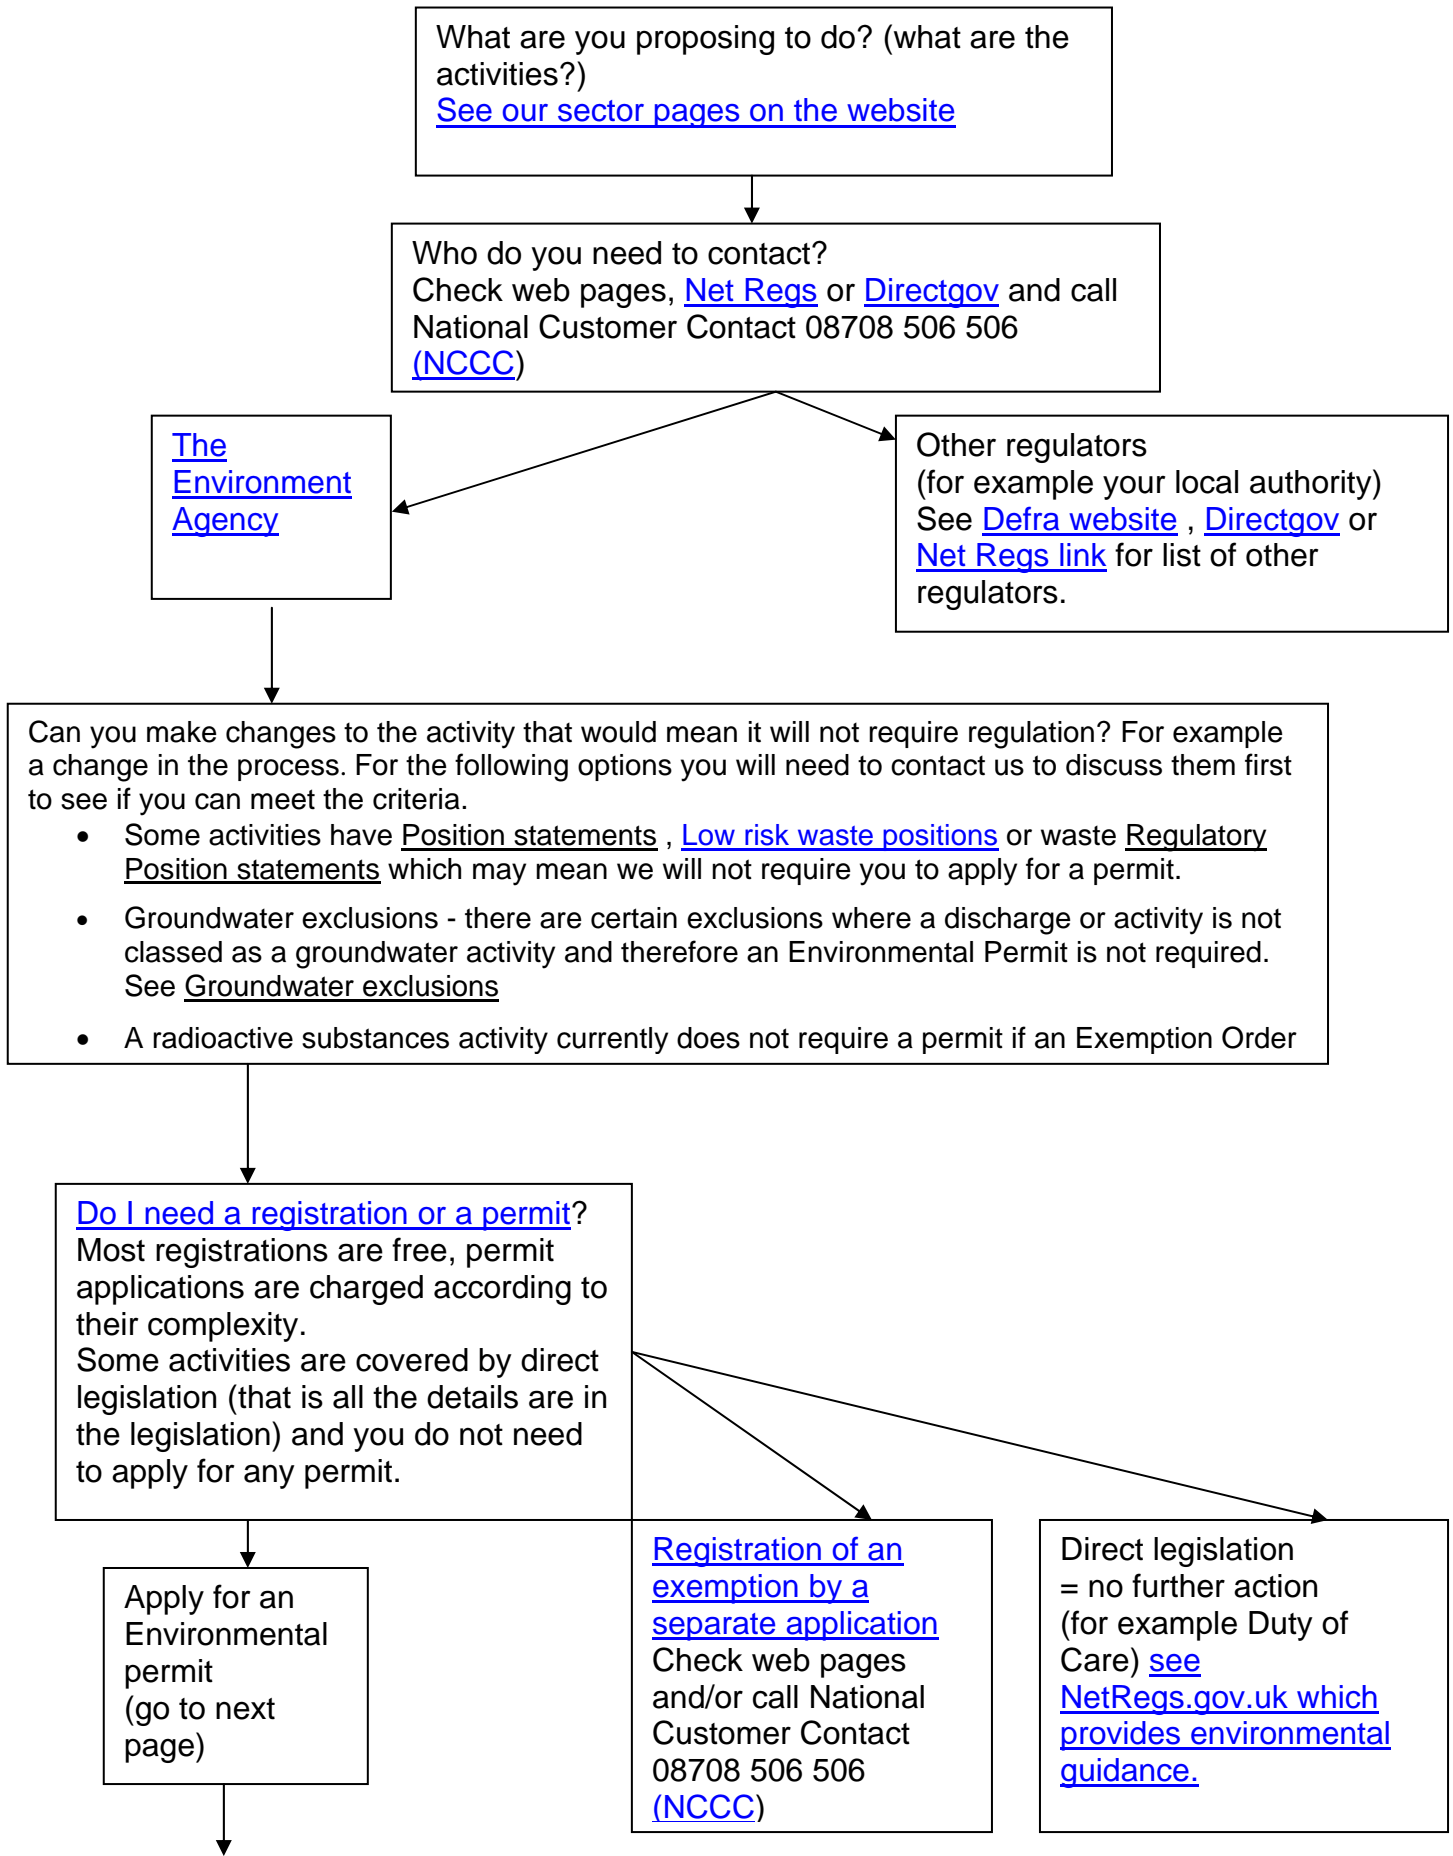 What are you proposing to do? (what are the
activities?)
See our sector pages on the website
Who do you need to contact?
Check web pages, Net Regs or Directgov and call
National Customer Contact 08708 506 506
(NCCC)
The
Environment
Agency
Other regulators
(for example your local authority)
See Defra website , Directgov or
Net Regs link for list of other
regulators.
Can you make changes to the activity that would mean it will not require regulation? For example
a change in the process. For the following options you will need to contact us to discuss them first
to see if you can meet the criteria.
• Some activities have Position statements , Low risk waste positions or waste Regulatory
Position statements which may mean we will not require you to apply for a permit.
• Groundwater exclusions - there are certain exclusions where a discharge or activity is not
classed as a groundwater activity and therefore an Environmental Permit is not required.
See Groundwater exclusions
• A radioactive substances activity currently does not require a permit if an Exemption Order
Do I need a registration or a permit?
Most registrations are free, permit
applications are charged according to
their complexity.
Some activities are covered by direct
legislation (that is all the details are in
the legislation) and you do not need
to apply for any permit.
Apply for an
Environmental
permit
(go to next
page)
Registration of an
exemption by a
separate application
Check web pages
and/or call National
Customer Contact
08708 506 506
(NCCC)
Direct legislation
= no further action
(for example Duty of
Care) see
NetRegs.gov.uk which
provides environmental
guidance.